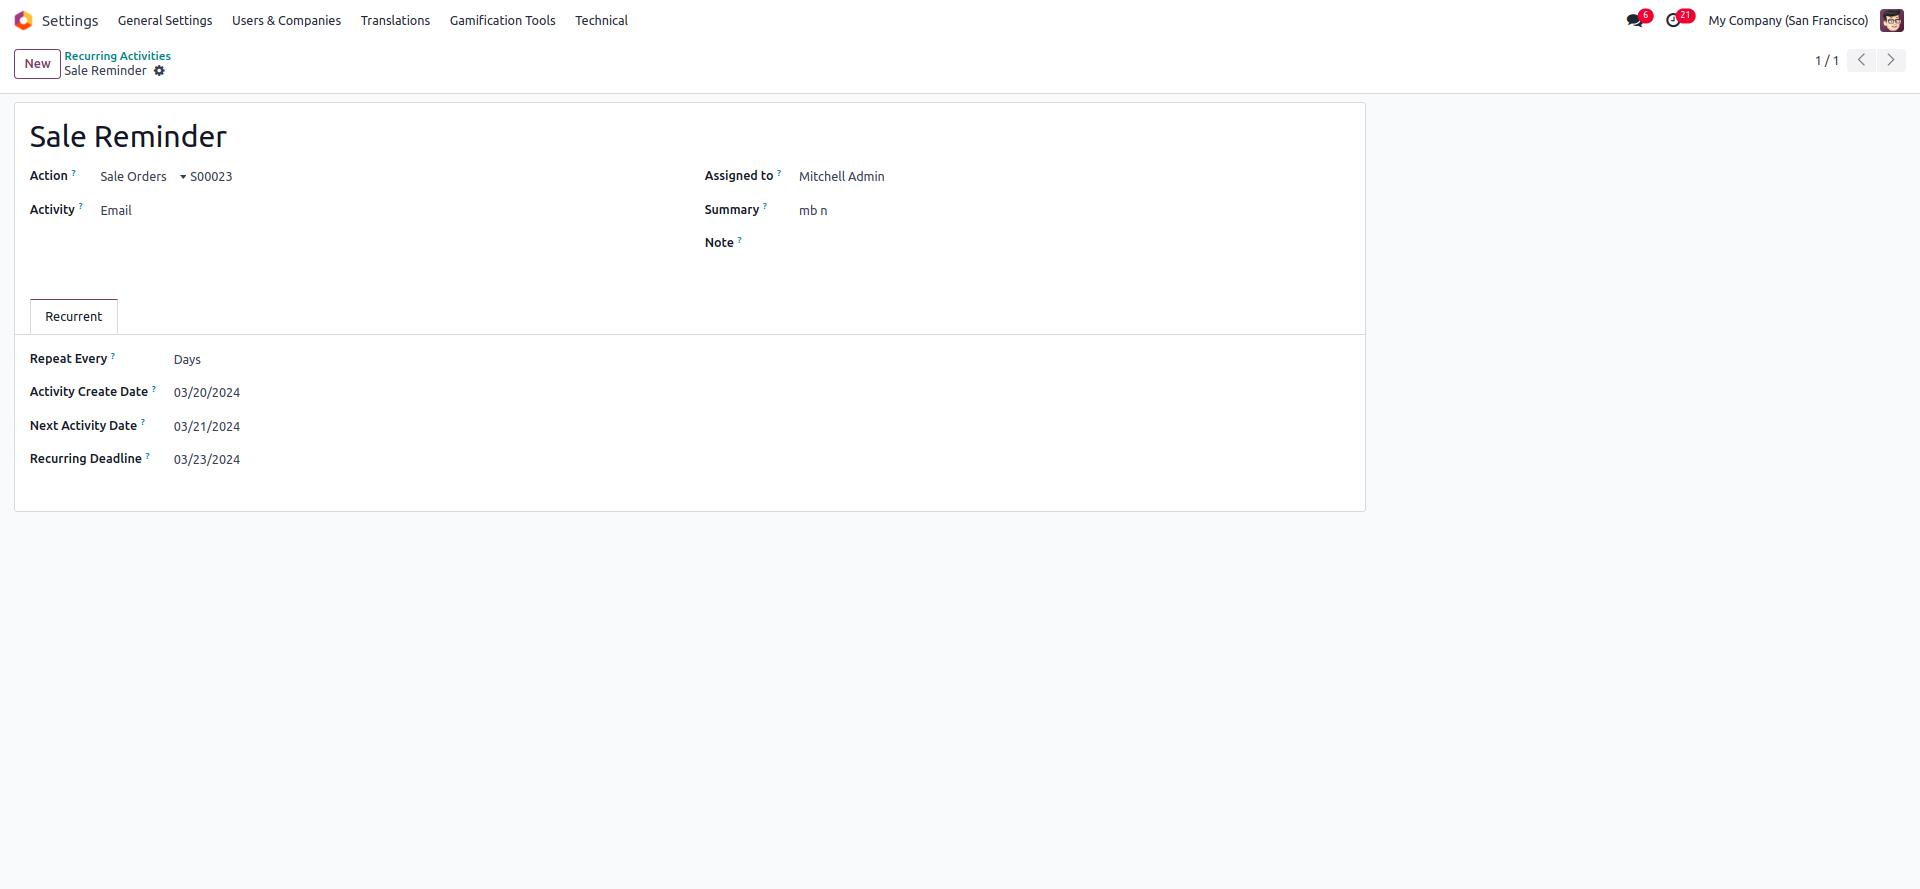 Settings General Settings Users & Companies Translations Gamification Tools Technical 6 21 My Company (San Francisco)
New Recurring Activities
Sale Reminder
1 / 1
Sale Reminder
Action ? Sale Orders S00023
Activity ? Email
Assigned to ? Mitchell Admin
Summary ? mb n
Note ?
Recurrent
Repeat Every ? Days
Activity Create Date ? 03/20/2024
Next Activity Date ? 03/21/2024
Recurring Deadline ? 03/23/2024